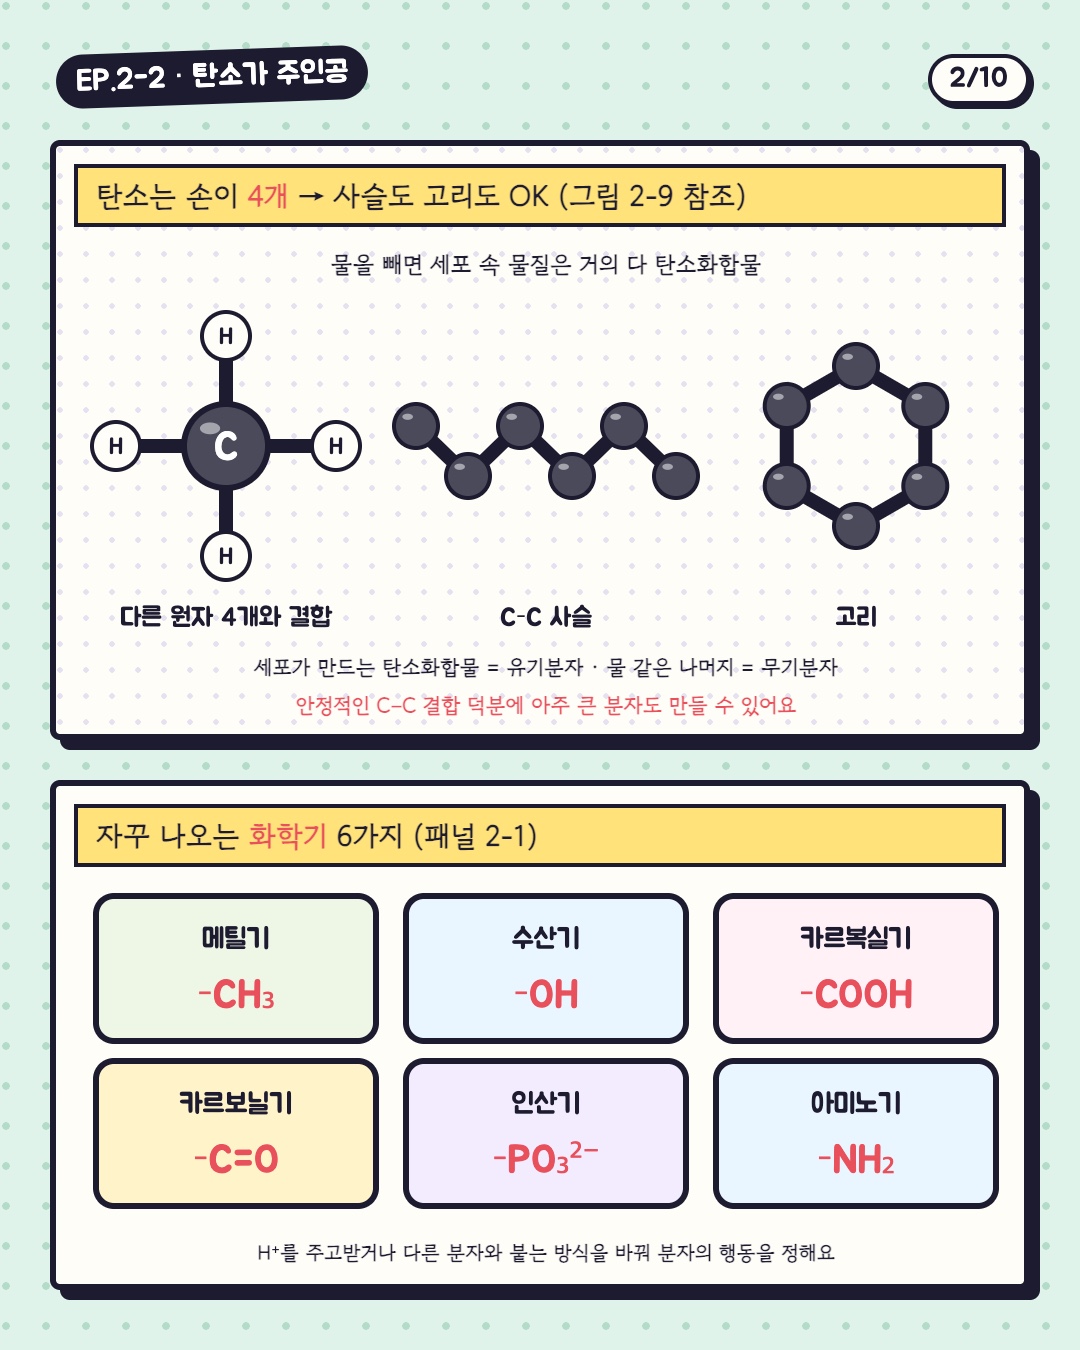 EP.2-2 · 탄소가 주인공
2/10
탄소는 손이 4개 → 사슬도 고리도 OK (그림 2-9 참조)
물을 빼면 세포 속 물질은 거의 다 탄소화합물
H
H
C
H
H
다른 원자 4개와 결합
C-C 사슬
고리
세포가 만드는 탄소화합물 = 유기분자 · 물 같은 나머지 = 무기분자
안정적인 C–C 결합 덕분에 아주 큰 분자도 만들 수 있어요
자꾸 나오는 화학기 6가지 (패널 2-1)
메틸기
-CH₃
수산기
-OH
카르복실기
-COOH
카르보닐기
-C=O
인산기
-PO₃²⁻
아미노기
-NH₂
H⁺를 주고받거나 다른 분자와 붙는 방식을 바꿔 분자의 행동을 정해요